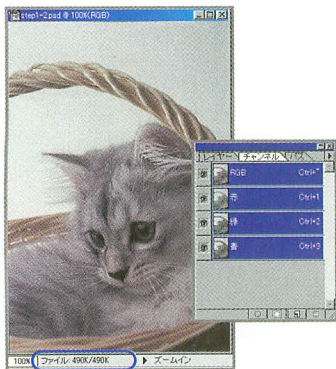 step1-2.psd @ 100%(RGB)
レイヤー チャンネル パス
RGB Ctrl+~
赤 Ctrl+1
緑 Ctrl+2
青 Ctrl+3
100% ファイル:490K/490K ズームイン